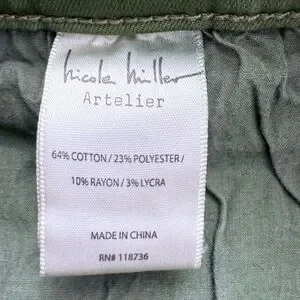 nicole miller
Artelier
64% COTTON / 23% POLYESTER /
10% RAYON / 3% LYCRA
MADE IN CHINA
RN# 118736